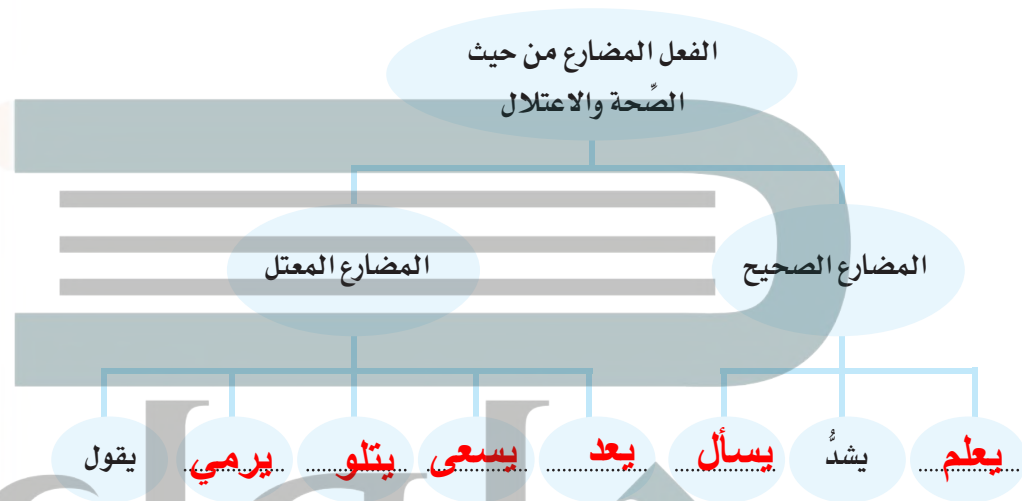 الفعل المضارع من حيث
الصِّحة والاعتلال
المضارع الصحيح
المضارع المعتل
يعلم
يشدُّ
يسأل
يعد
يسعى
يتلو
يرمي
يقول